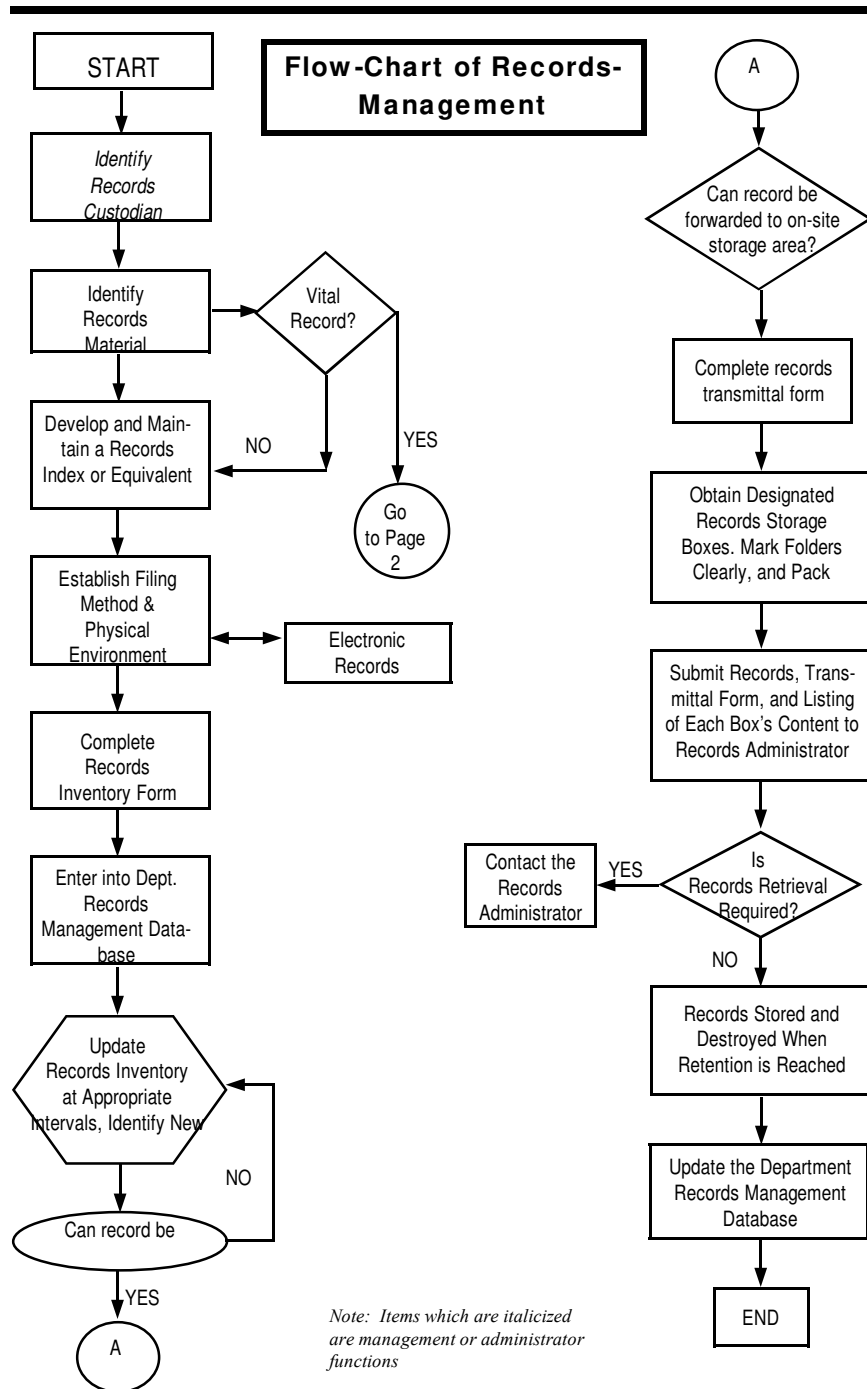 START
Flow-Chart of Records-
Management
Identify
Records
Custodian
Identify
Records
Material
Vital
Record?
Develop and Main-
tain a Records
Index or Equivalent
NO
YES
Go
to Page
2
Establish Filing
Method &
Physical
Environment
Electronic
Records
Complete
Records
Inventory Form
Enter into Dept.
Records
Management Data-
base
Update
Records Inventory
at Appropriate
Intervals, Identify New
NO
Can record be
YES
A
Note: Items which are italicized
are management or administrator
functions
A
Can record be
forwarded to on-site
storage area?
Complete records
transmittal form
Obtain Designated
Records Storage
Boxes. Mark Folders
Clearly, and Pack
Submit Records, Trans-
mittal Form, and Listing
of Each Box's Content to
Records Administrator
Is
Records Retrieval
Required?
YES
Contact the
Records
Administrator
NO
Records Stored and
Destroyed When
Retention is Reached
Update the Department
Records Management
Database
END